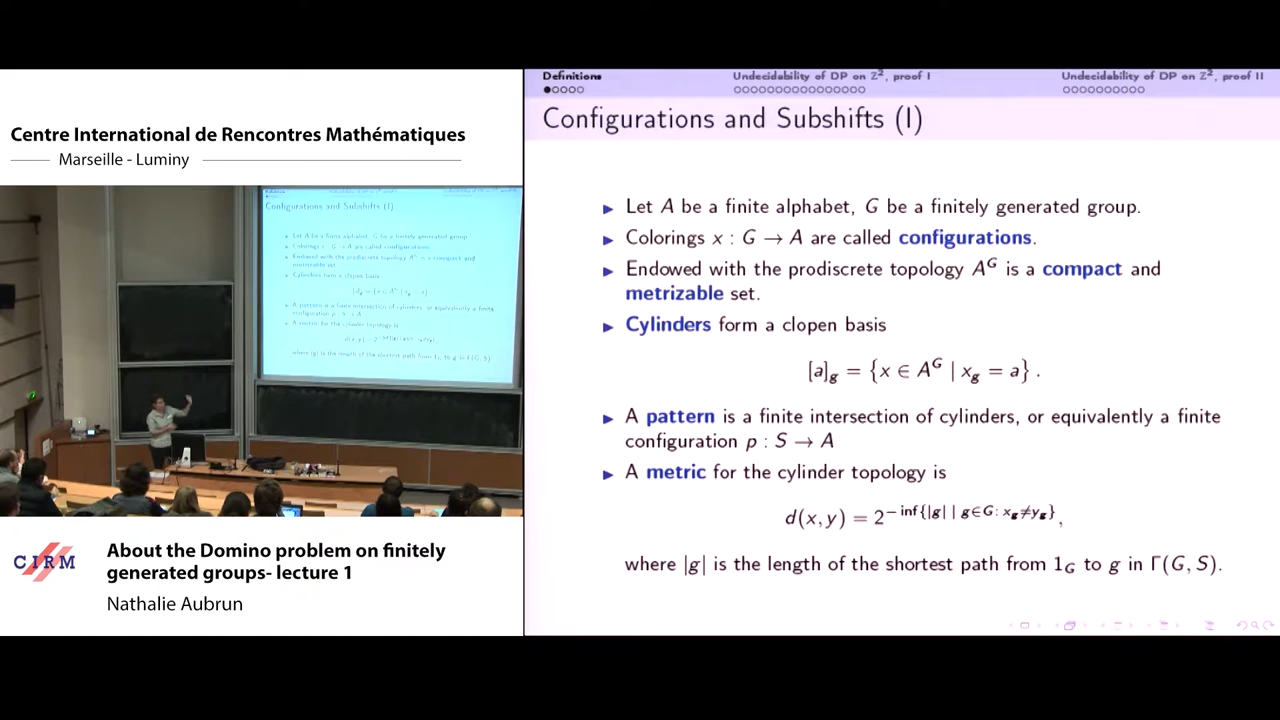 Centre International de Rencontres Mathématiques
Marseille - Luminy
CIRM
About the Domino problem on finitely
generated groups- lecture 1
Nathalie Aubrun
Definitions
Undecidability of DP on ℤ², proof I
Undecidability of DP on ℤ², proof II
Configurations and Subshifts (I)
Let A be a finite alphabet, G be a finitely generated group.
Colorings x : G → A are called configurations.
Endowed with the prodiscrete topology A^G is a compact and
metrizable set.
Cylinders form a clopen basis
[a]_g = {x ∈ A^G | x_g = a} .
A pattern is a finite intersection of cylinders, or equivalently a finite
configuration p : S → A
A metric for the cylinder topology is
d(x, y) = 2^{− inf{|g| | g∈G: x_g≠y_g}},
where |g| is the length of the shortest path from 1_G to g in Γ(G, S).